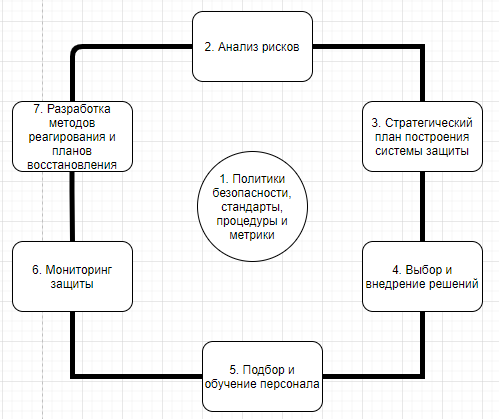 2. Анализ рисков
7. Разработка
методов
реагирования и
планов
восстановления
3. Стратегический
план построения
системы защиты
1. Политики
безопасности,
стандарты,
процедуры и
метрики
6. Мониторинг
защиты
4. Выбор и
внедрение решений
5. Подбор и
обучение персонала